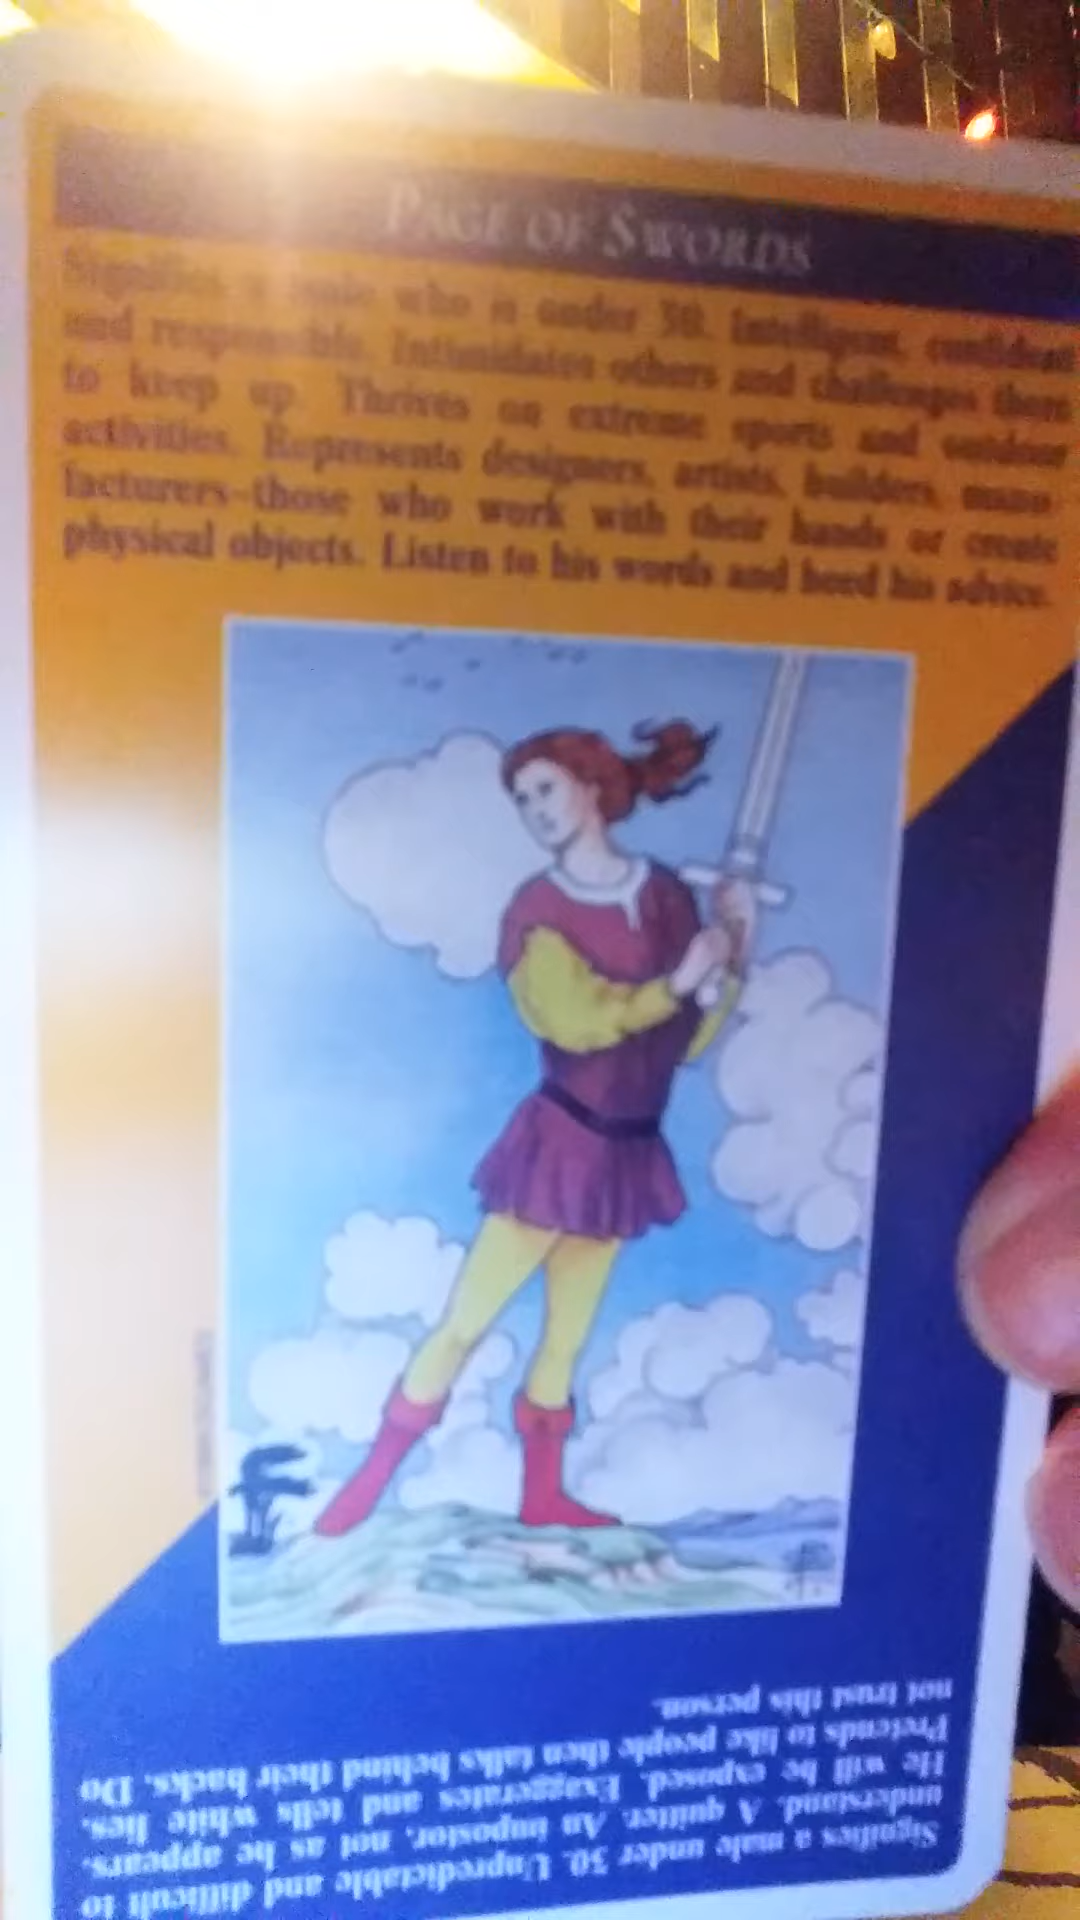 PAGE OF SWORDS
Signifies a male who is under 30. Intelligent, confident
and responsible. Intimidates others and challenges them
to keep up. Thrives on extreme sports and outdoor
activities. Represents designers, artists, builders, manu-
facturers-those who work with their hands or create
physical objects. Listen to his words and heed his advice.
Signifies a male under 30. Unpredictable and difficult to
understand. A quitter. An impostor, not as he appears.
He will be exposed. Exaggerates and tells white lies.
Pretends to like people then talks behind their backs. Do
not trust this person.